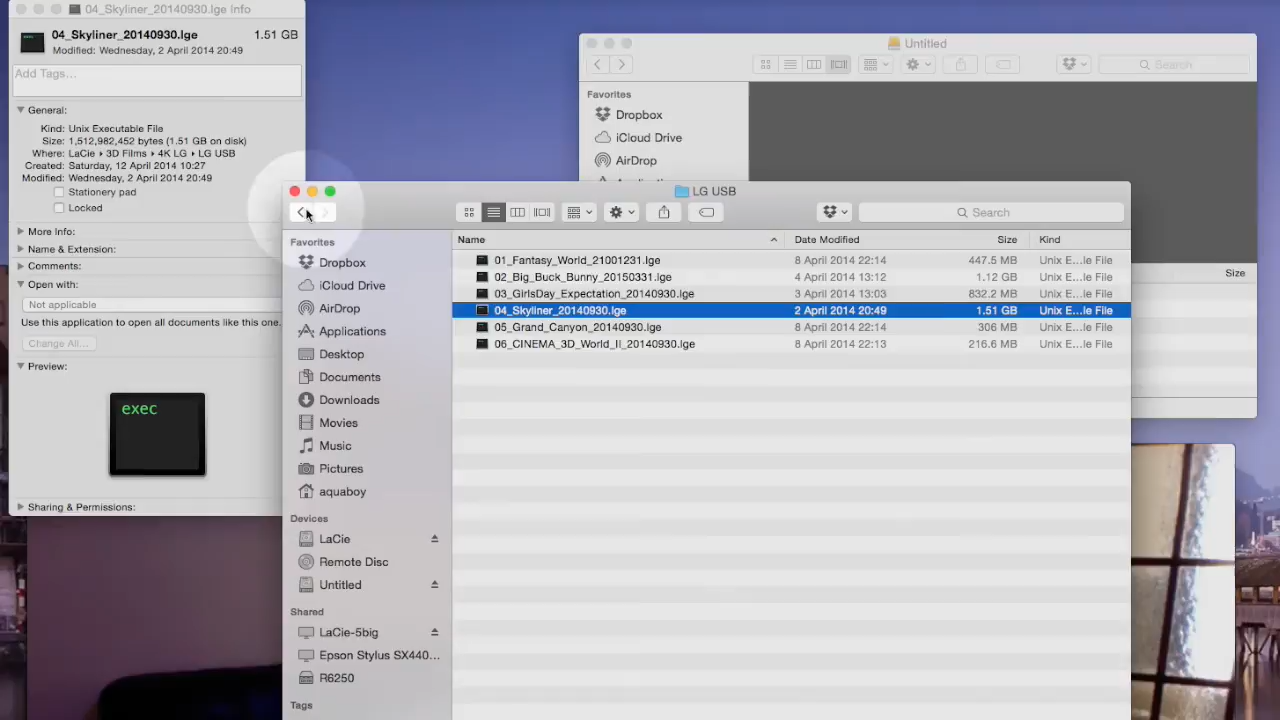 04_Skyliner_20140930.lge Info
04_Skyliner_20140930.lge 1.51 GB
Modified: Wednesday, 2 April 2014 20:49
Add Tags...
General:
Kind: Unix Executable File
Size: 1,512,982,452 bytes (1.51 GB on disk)
Where: LaCie ▸ 3D Films ▸ 4K LG ▸ LG USB
Created: Saturday, 12 April 2014 10:27
Modified: Wednesday, 2 April 2014 20:49
Stationery pad
Locked
More Info:
Name & Extension:
Comments:
Open with:
Not applicable
Use this application to open all documents like this one.
Change All...
Preview:
exec
Sharing & Permissions:
Untitled
Search
Favorites
Dropbox
iCloud Drive
AirDrop
Size
LG USB
Search
Favorites
Dropbox
iCloud Drive
AirDrop
Applications
Desktop
Documents
Downloads
Movies
Music
Pictures
aquaboy
Devices
LaCie
Remote Disc
Untitled
Shared
LaCie-5big
Epson Stylus SX440...
R6250
Tags
Name Date Modified Size Kind
01_Fantasy_World_21001231.lge 8 April 2014 22:14 447.5 MB Unix E...le File
02_Big_Buck_Bunny_20150331.lge 4 April 2014 13:12 1.12 GB Unix E...le File
03_GirlsDay_Expectation_20140930.lge 3 April 2014 13:03 832.2 MB Unix E...le File
04_Skyliner_20140930.lge 2 April 2014 20:49 1.51 GB Unix E...le File
05_Grand_Canyon_20140930.lge 8 April 2014 22:14 306 MB Unix E...le File
06_CINEMA_3D_World_II_20140930.lge 8 April 2014 22:13 216.6 MB Unix E...le File